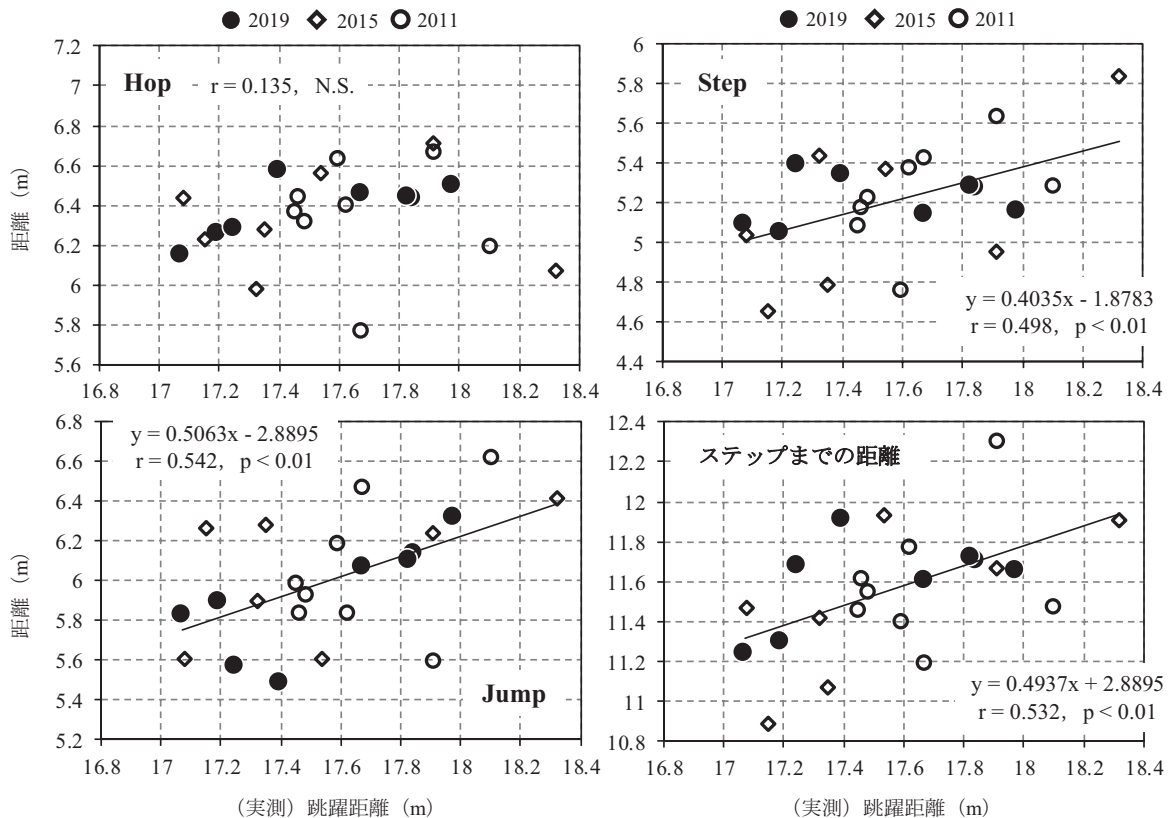 ● 2019 ◇ 2015 ○ 2011
● 2019 ◇ 2015 ○ 2011
距離（m）
7.2
7
6.8
6.6
6.4
6.2
6
5.8
5.6
Hop
r = 0.135, N.S.
16.8 17 17.2 17.4 17.6 17.8 18 18.2 18.4
6
5.8
5.6
5.4
5.2
5
4.8
4.6
4.4
Step
y = 0.4035x - 1.8783
r = 0.498, p < 0.01
16.8 17 17.2 17.4 17.6 17.8 18 18.2 18.4
距離（m）
6.8
6.6
6.4
6.2
6
5.8
5.6
5.4
5.2
y = 0.5063x - 2.8895
r = 0.542, p < 0.01
Jump
16.8 17 17.2 17.4 17.6 17.8 18 18.2 18.4
（実測）跳躍距離（m）
12.4
12.2
12
11.8
11.6
11.4
11.2
11
10.8
ステップまでの距離
y = 0.4937x + 2.8895
r = 0.532, p < 0.01
16.8 17 17.2 17.4 17.6 17.8 18 18.2 18.4
（実測）跳躍距離（m）